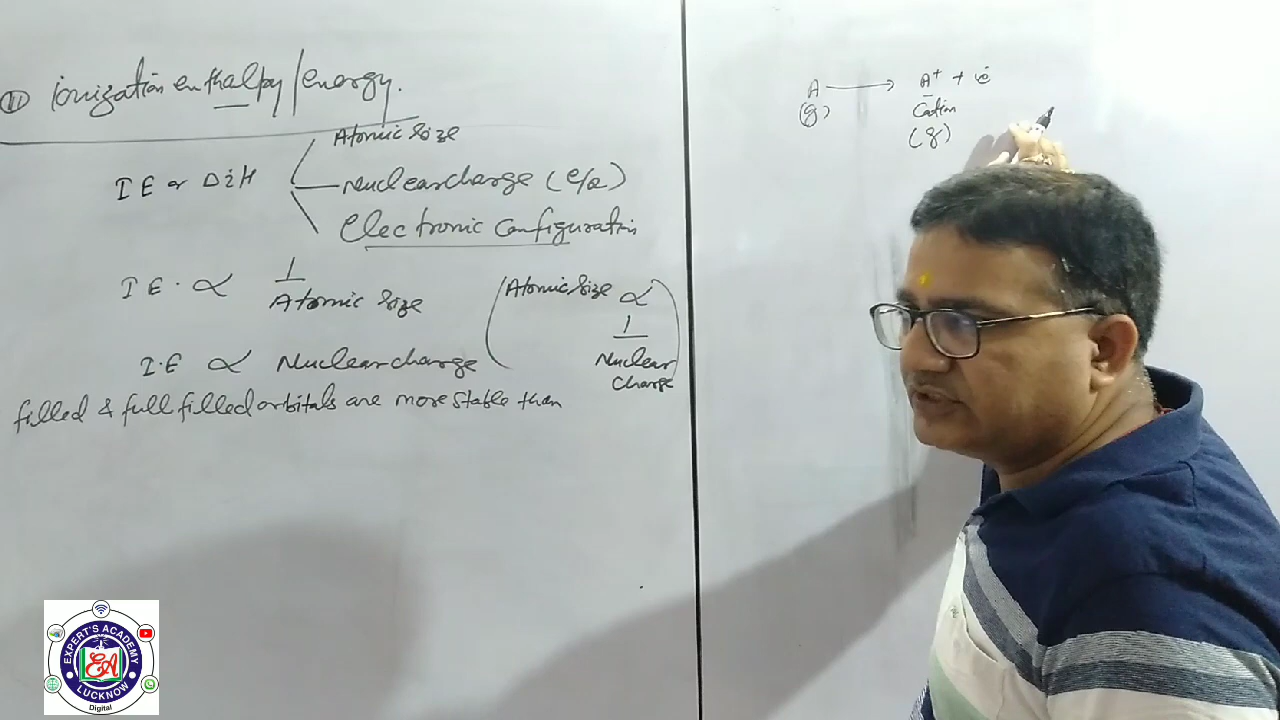 11 Ionization enthalpy/energy.
IE or ΔiH
Atomic size
Nuclear charge (e/p)
Electronic configuration
I E. ∝ 1
Atomic size
(Atomic size ∝
1
Nuclear
charge)
I.E ∝ Nuclear charge
filled & full filled orbitals are more stable than
A ⟶ A+ + e̅
(g) Cation
(g)
EXPERT'S ACADEMY
EA
LUCKNOW
Digital